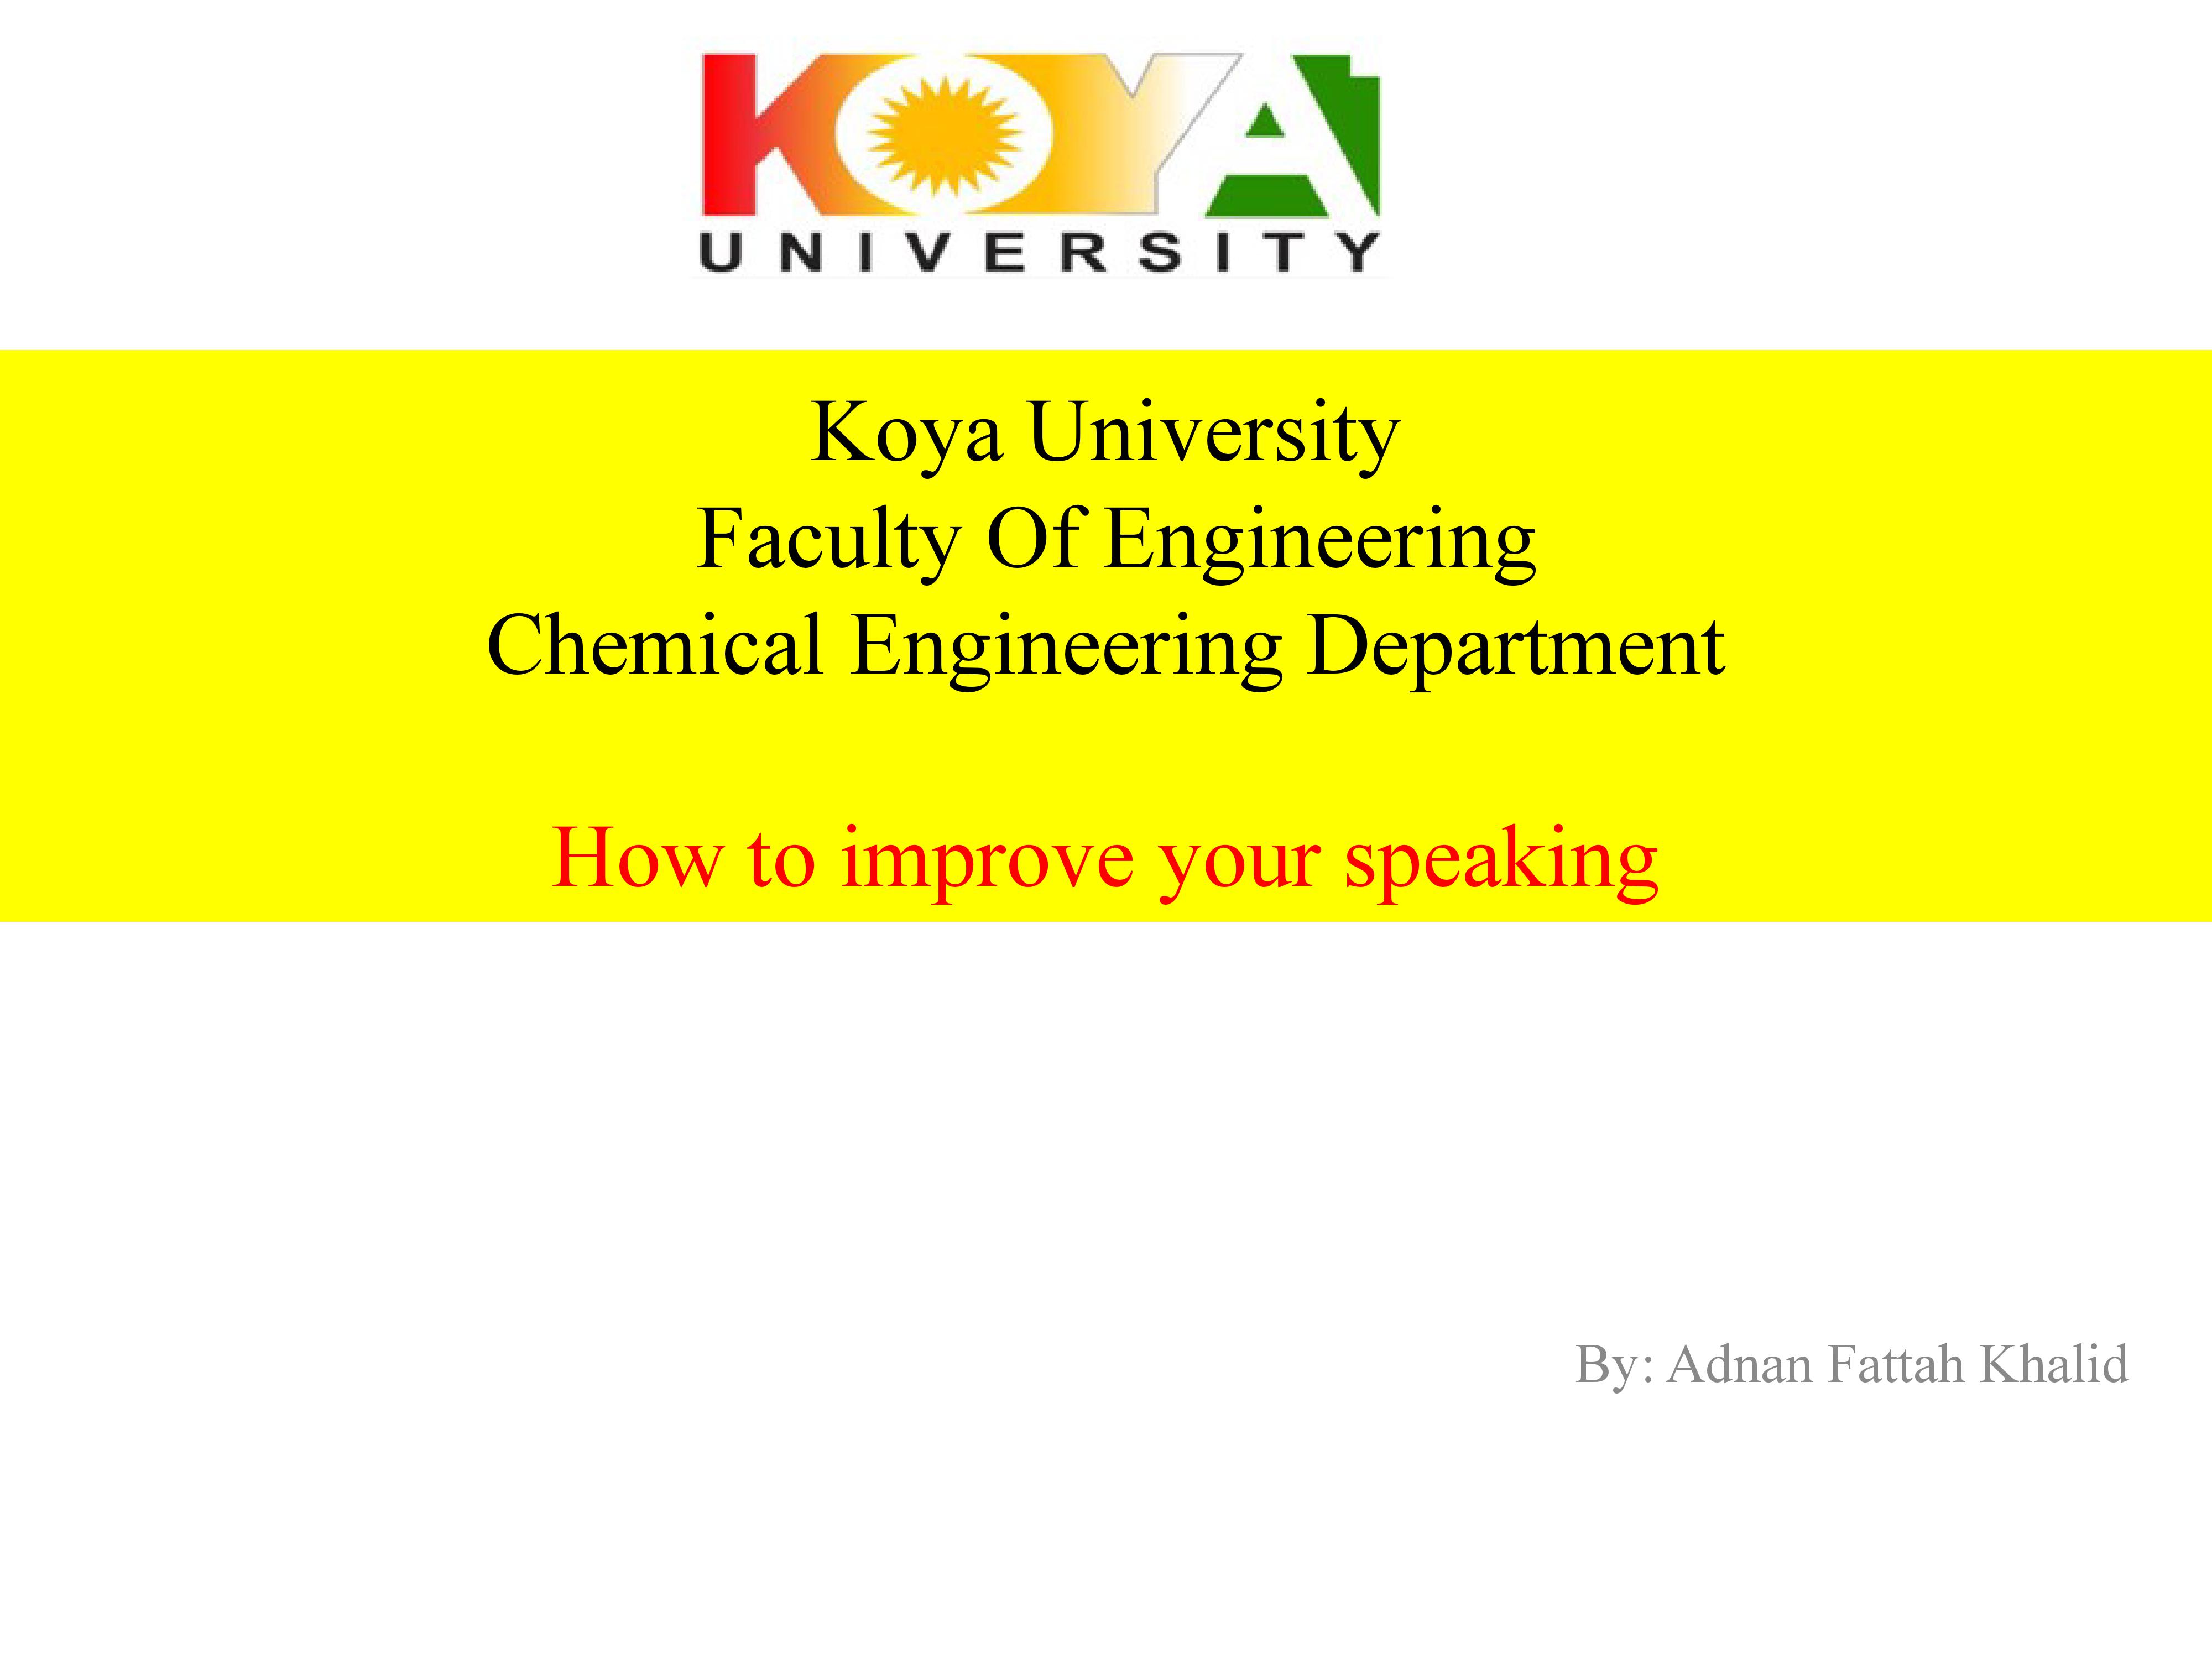 KOYA
UNIVERSITY
Koya University
Faculty Of Engineering
Chemical Engineering Department
How to improve your speaking
By: Adnan Fattah Khalid